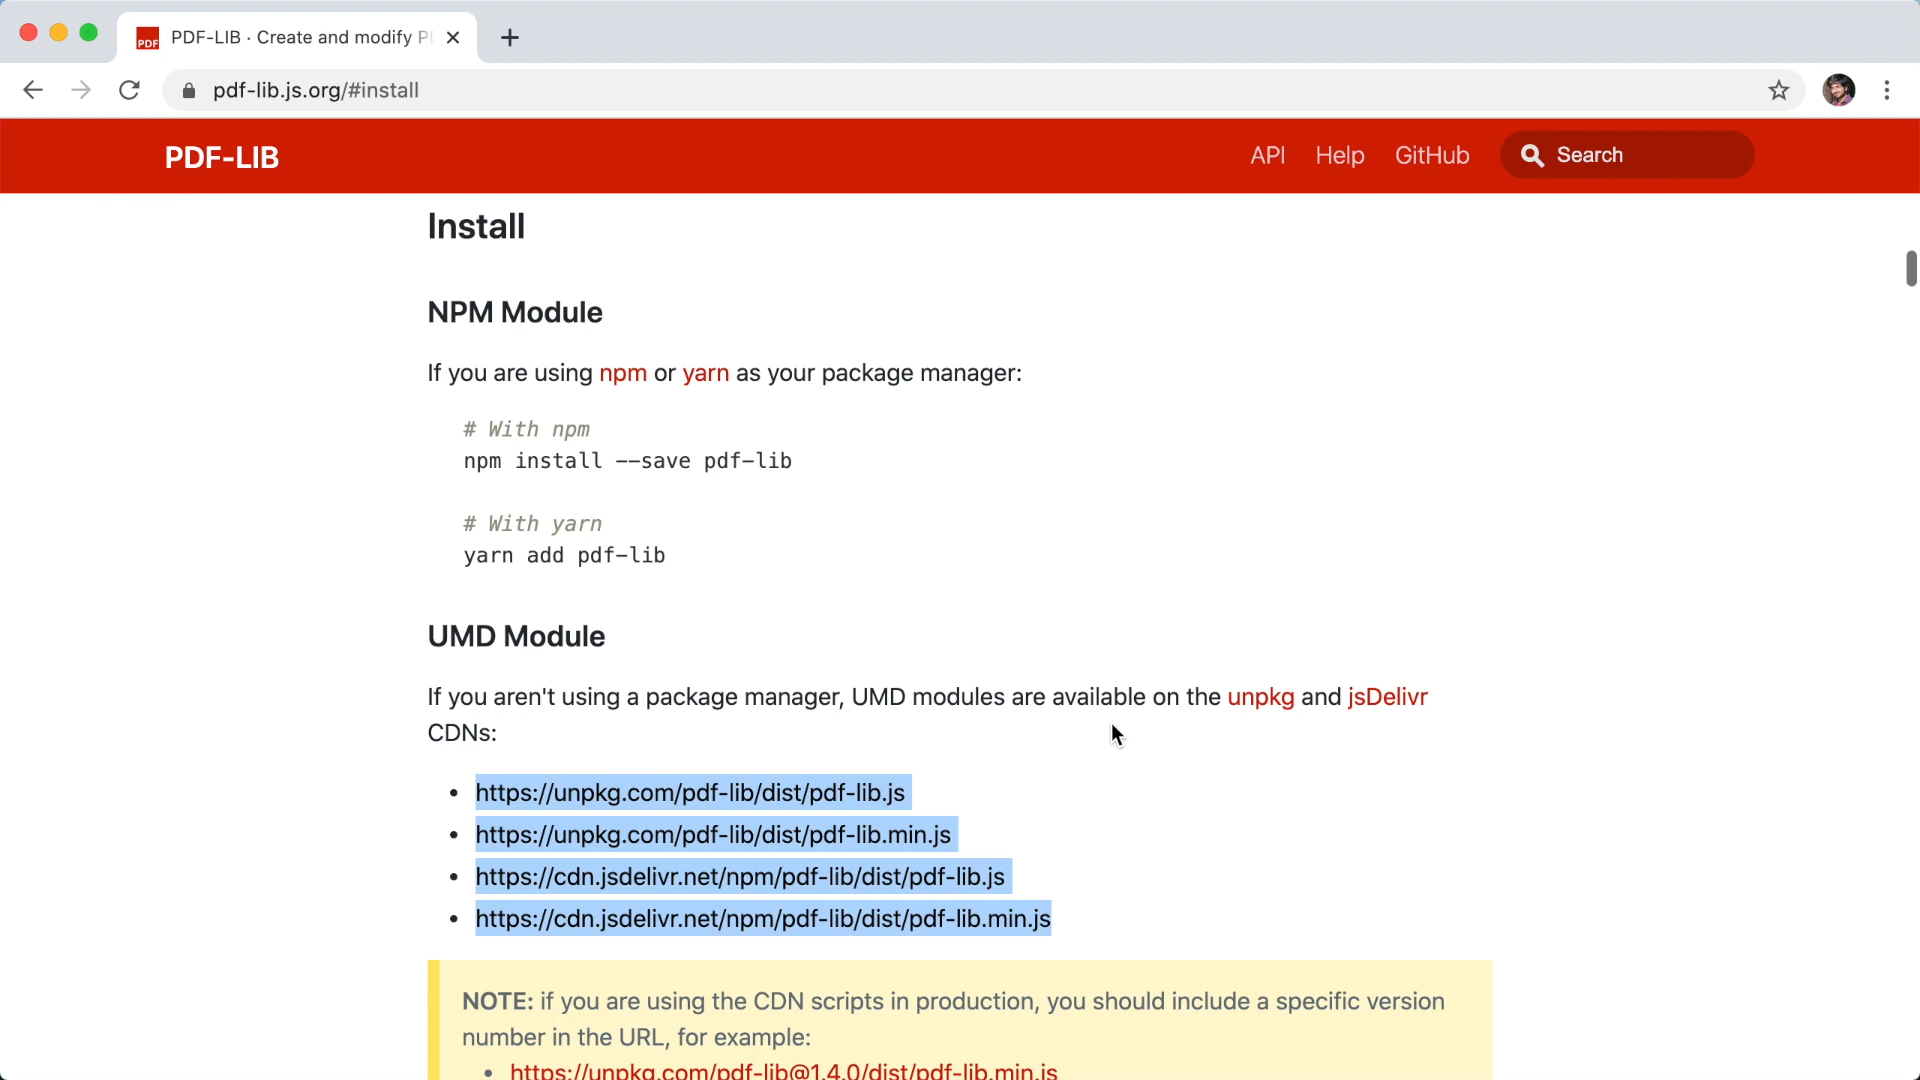 PDF
PDF-LIB · Create and modify P
pdf-lib.js.org/#install
PDF-LIB
API
Help
GitHub
Search
Install
NPM Module
If you are using npm or yarn as your package manager:
# With npm
npm install --save pdf-lib
# With yarn
yarn add pdf-lib
UMD Module
If you aren't using a package manager, UMD modules are available on the unpkg and jsDelivr
CDNs:
• https://unpkg.com/pdf-lib/dist/pdf-lib.js
• https://unpkg.com/pdf-lib/dist/pdf-lib.min.js
• https://cdn.jsdelivr.net/npm/pdf-lib/dist/pdf-lib.js
• https://cdn.jsdelivr.net/npm/pdf-lib/dist/pdf-lib.min.js
NOTE: if you are using the CDN scripts in production, you should include a specific version
number in the URL, for example:
• https://unpkg.com/pdf-lib@1.4.0/dist/pdf-lib.min.js